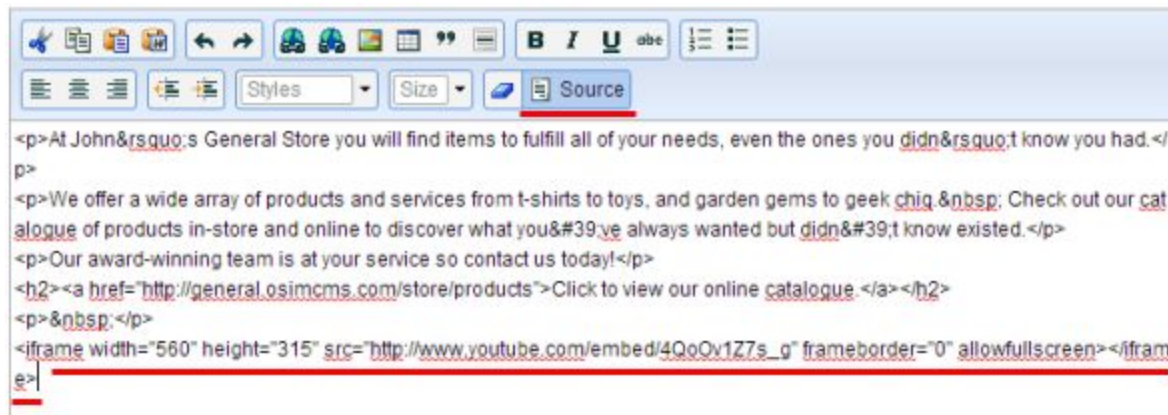 B I U abc
Styles Size Source
<p>At John&rsquo;s General Store you will find items to fulfill all of your needs, even the ones you didn&rsquo;t know you had.</
p>
<p>We offer a wide array of products and services from t-shirts to toys, and garden gems to geek chiq.&nbsp; Check out our cat
alogue of products in-store and online to discover what you&#39;ve always wanted but didn&#39;t know existed.</p>
<p>Our award-winning team is at your service so contact us today!</p>
<h2><a href="http://general.osimcms.com/store/products">Click to view our online catalogue.</a></h2>
<p>&nbsp;</p>
<iframe width="560" height="315" src="http://www.youtube.com/embed/4QoOv1Z7s_g" frameborder="0" allowfullscreen></ifram
e>